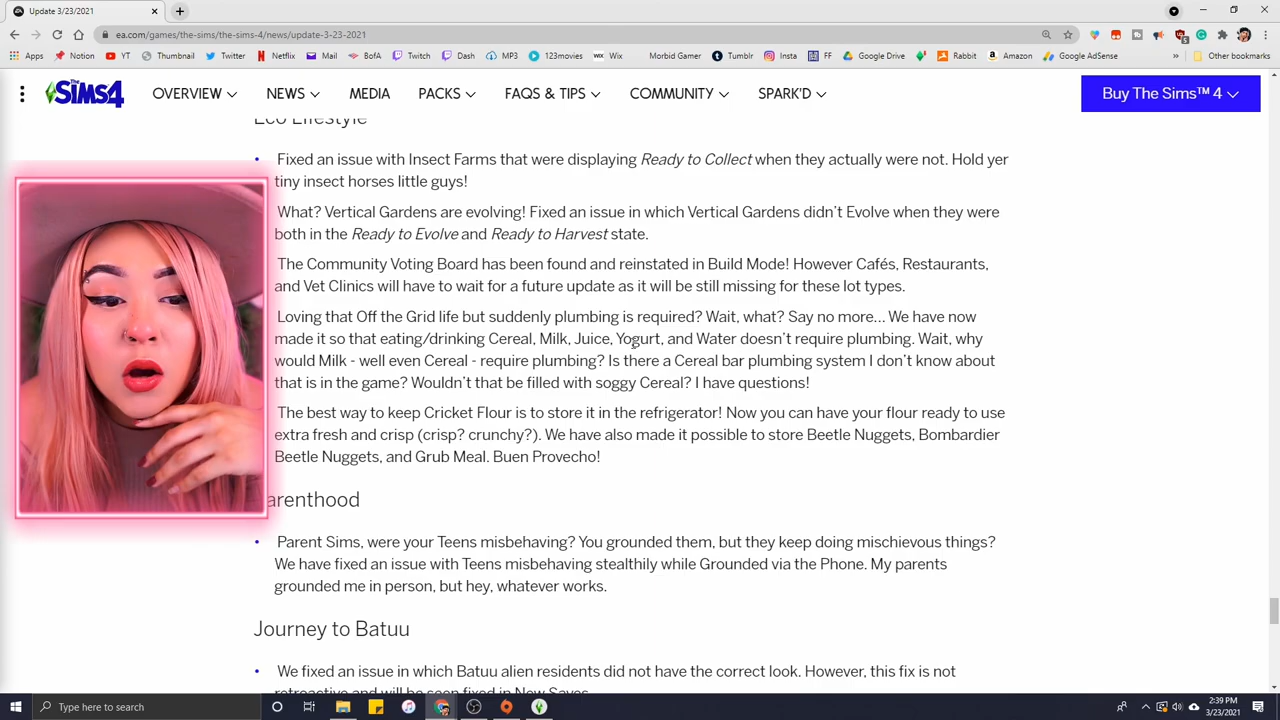 Update 3/23/2021
ea.com/games/the-sims/the-sims-4/news/update-3-23-2021
Apps Spotify YT Thumbnail Twitter Netflix Mail BofA Twitch Dash MP3 123movies Wix Morbid Gamer Tumblr Insta FF Google Drive Rabbit Amazon Google AdSense » Other bookmarks
The SIMS 4 OVERVIEW NEWS MEDIA PACKS FAQS & TIPS COMMUNITY SPARK'D Buy The Sims™ 4
Eco Lifestyle
• Fixed an issue with Insect Farms that were displaying Ready to Collect when they actually were not. Hold yer
tiny insect horses little guys!
What? Vertical Gardens are evolving! Fixed an issue in which Vertical Gardens didn't Evolve when they were
both in the Ready to Evolve and Ready to Harvest state.
The Community Voting Board has been found and reinstated in Build Mode! However Cafés, Restaurants,
and Vet Clinics will have to wait for a future update as it will be still missing for these lot types.
Loving that Off the Grid life but suddenly plumbing is required? Wait, what? Say no more... We have now
made it so that eating/drinking Cereal, Milk, Juice, Yogurt, and Water doesn't require plumbing. Wait, why
would Milk - well even Cereal - require plumbing? Is there a Cereal bar plumbing system I don't know about
that is in the game? Wouldn't that be filled with soggy Cereal? I have questions!
The best way to keep Cricket Flour is to store it in the refrigerator! Now you can have your flour ready to use
extra fresh and crisp (crisp? crunchy?). We have also made it possible to store Beetle Nuggets, Bombardier
Beetle Nuggets, and Grub Meal. Buen Provecho!
arenthood
• Parent Sims, were your Teens misbehaving? You grounded them, but they keep doing mischievous things?
We have fixed an issue with Teens misbehaving stealthily while Grounded via the Phone. My parents
grounded me in person, but hey, whatever works.
Journey to Batuu
• We fixed an issue in which Batuu alien residents did not have the correct look. However, this fix is not
retroactive and will be seen fixed in New Saves.
Type here to search
2:39 PM
3/23/2021